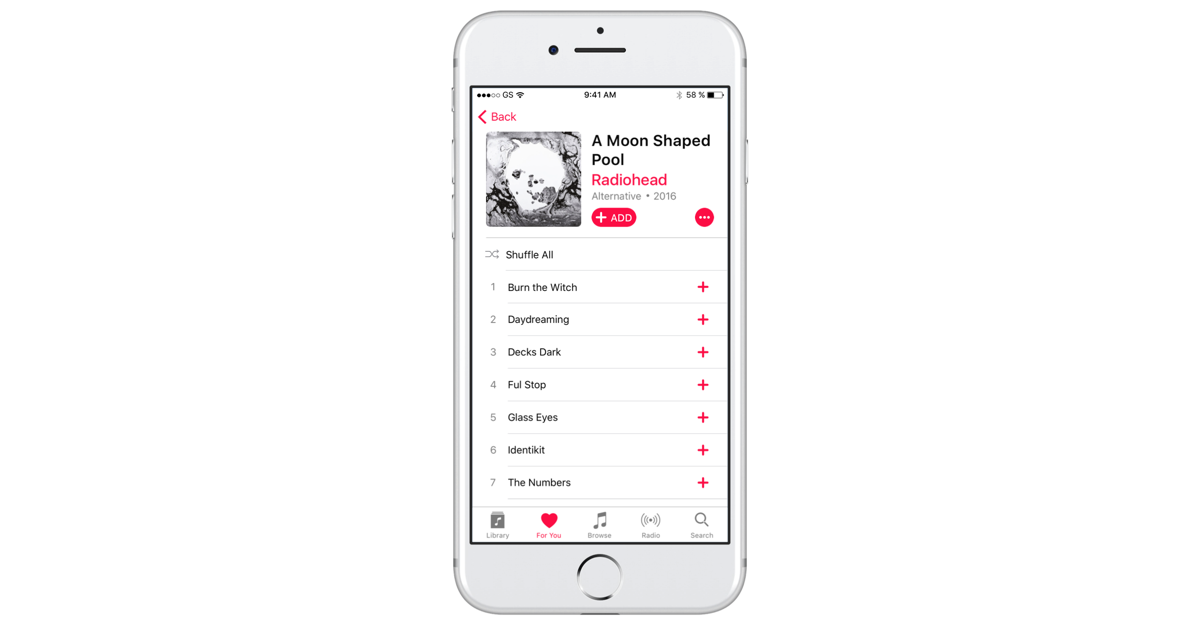 GS 9:41 AM 58 %
Back
A Moon Shaped
Pool
Radiohead
Alternative • 2016
+ ADD
Shuffle All
1 Burn the Witch
2 Daydreaming
3 Decks Dark
4 Ful Stop
5 Glass Eyes
6 Identikit
7 The Numbers
Library For You Browse Radio Search